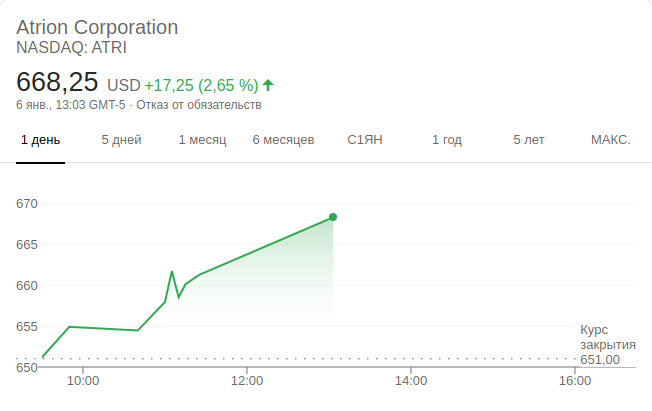 Atrion Corporation
NASDAQ: ATRI
668,25 USD +17,25 (2,65 %)
6 янв., 13:03 GMT-5 · Отказ от обязательств
1 день 5 дней 1 месяц 6 месяцев С1ЯН 1 год 5 лет МАКС.
670
665
660
655
650
Курс
закрытия
651,00
10:00 12:00 14:00 16:00